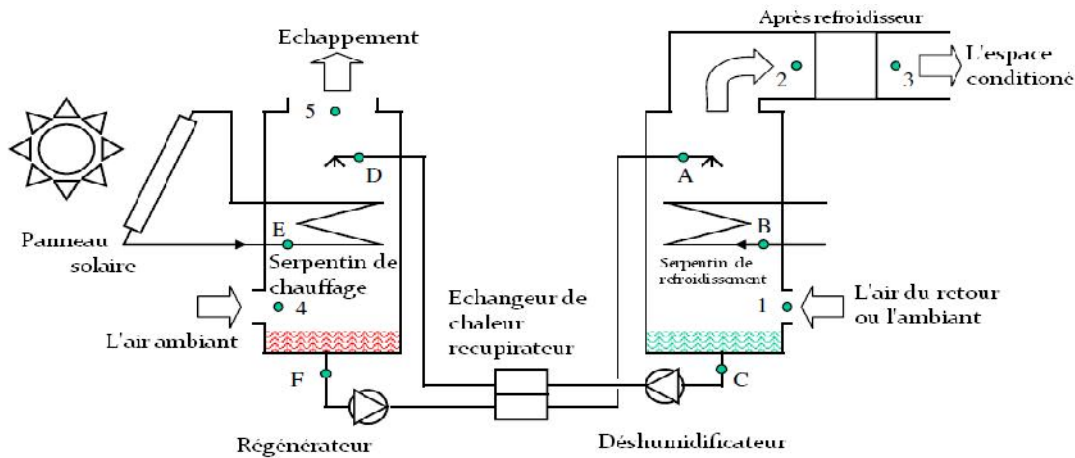 Après refroidisseur
Echappement
L'espace
conditioné
2
3
5
D
A
E
B
Panneau
solaire
Serpentin de
chauffage
Serpentin de
refroidissement
Echangeur de
chaleur
recupirateur
4
1
L'air du retour
ou l'ambiant
L'air ambiant
F
C
Régénérateur
Déshumidificateur